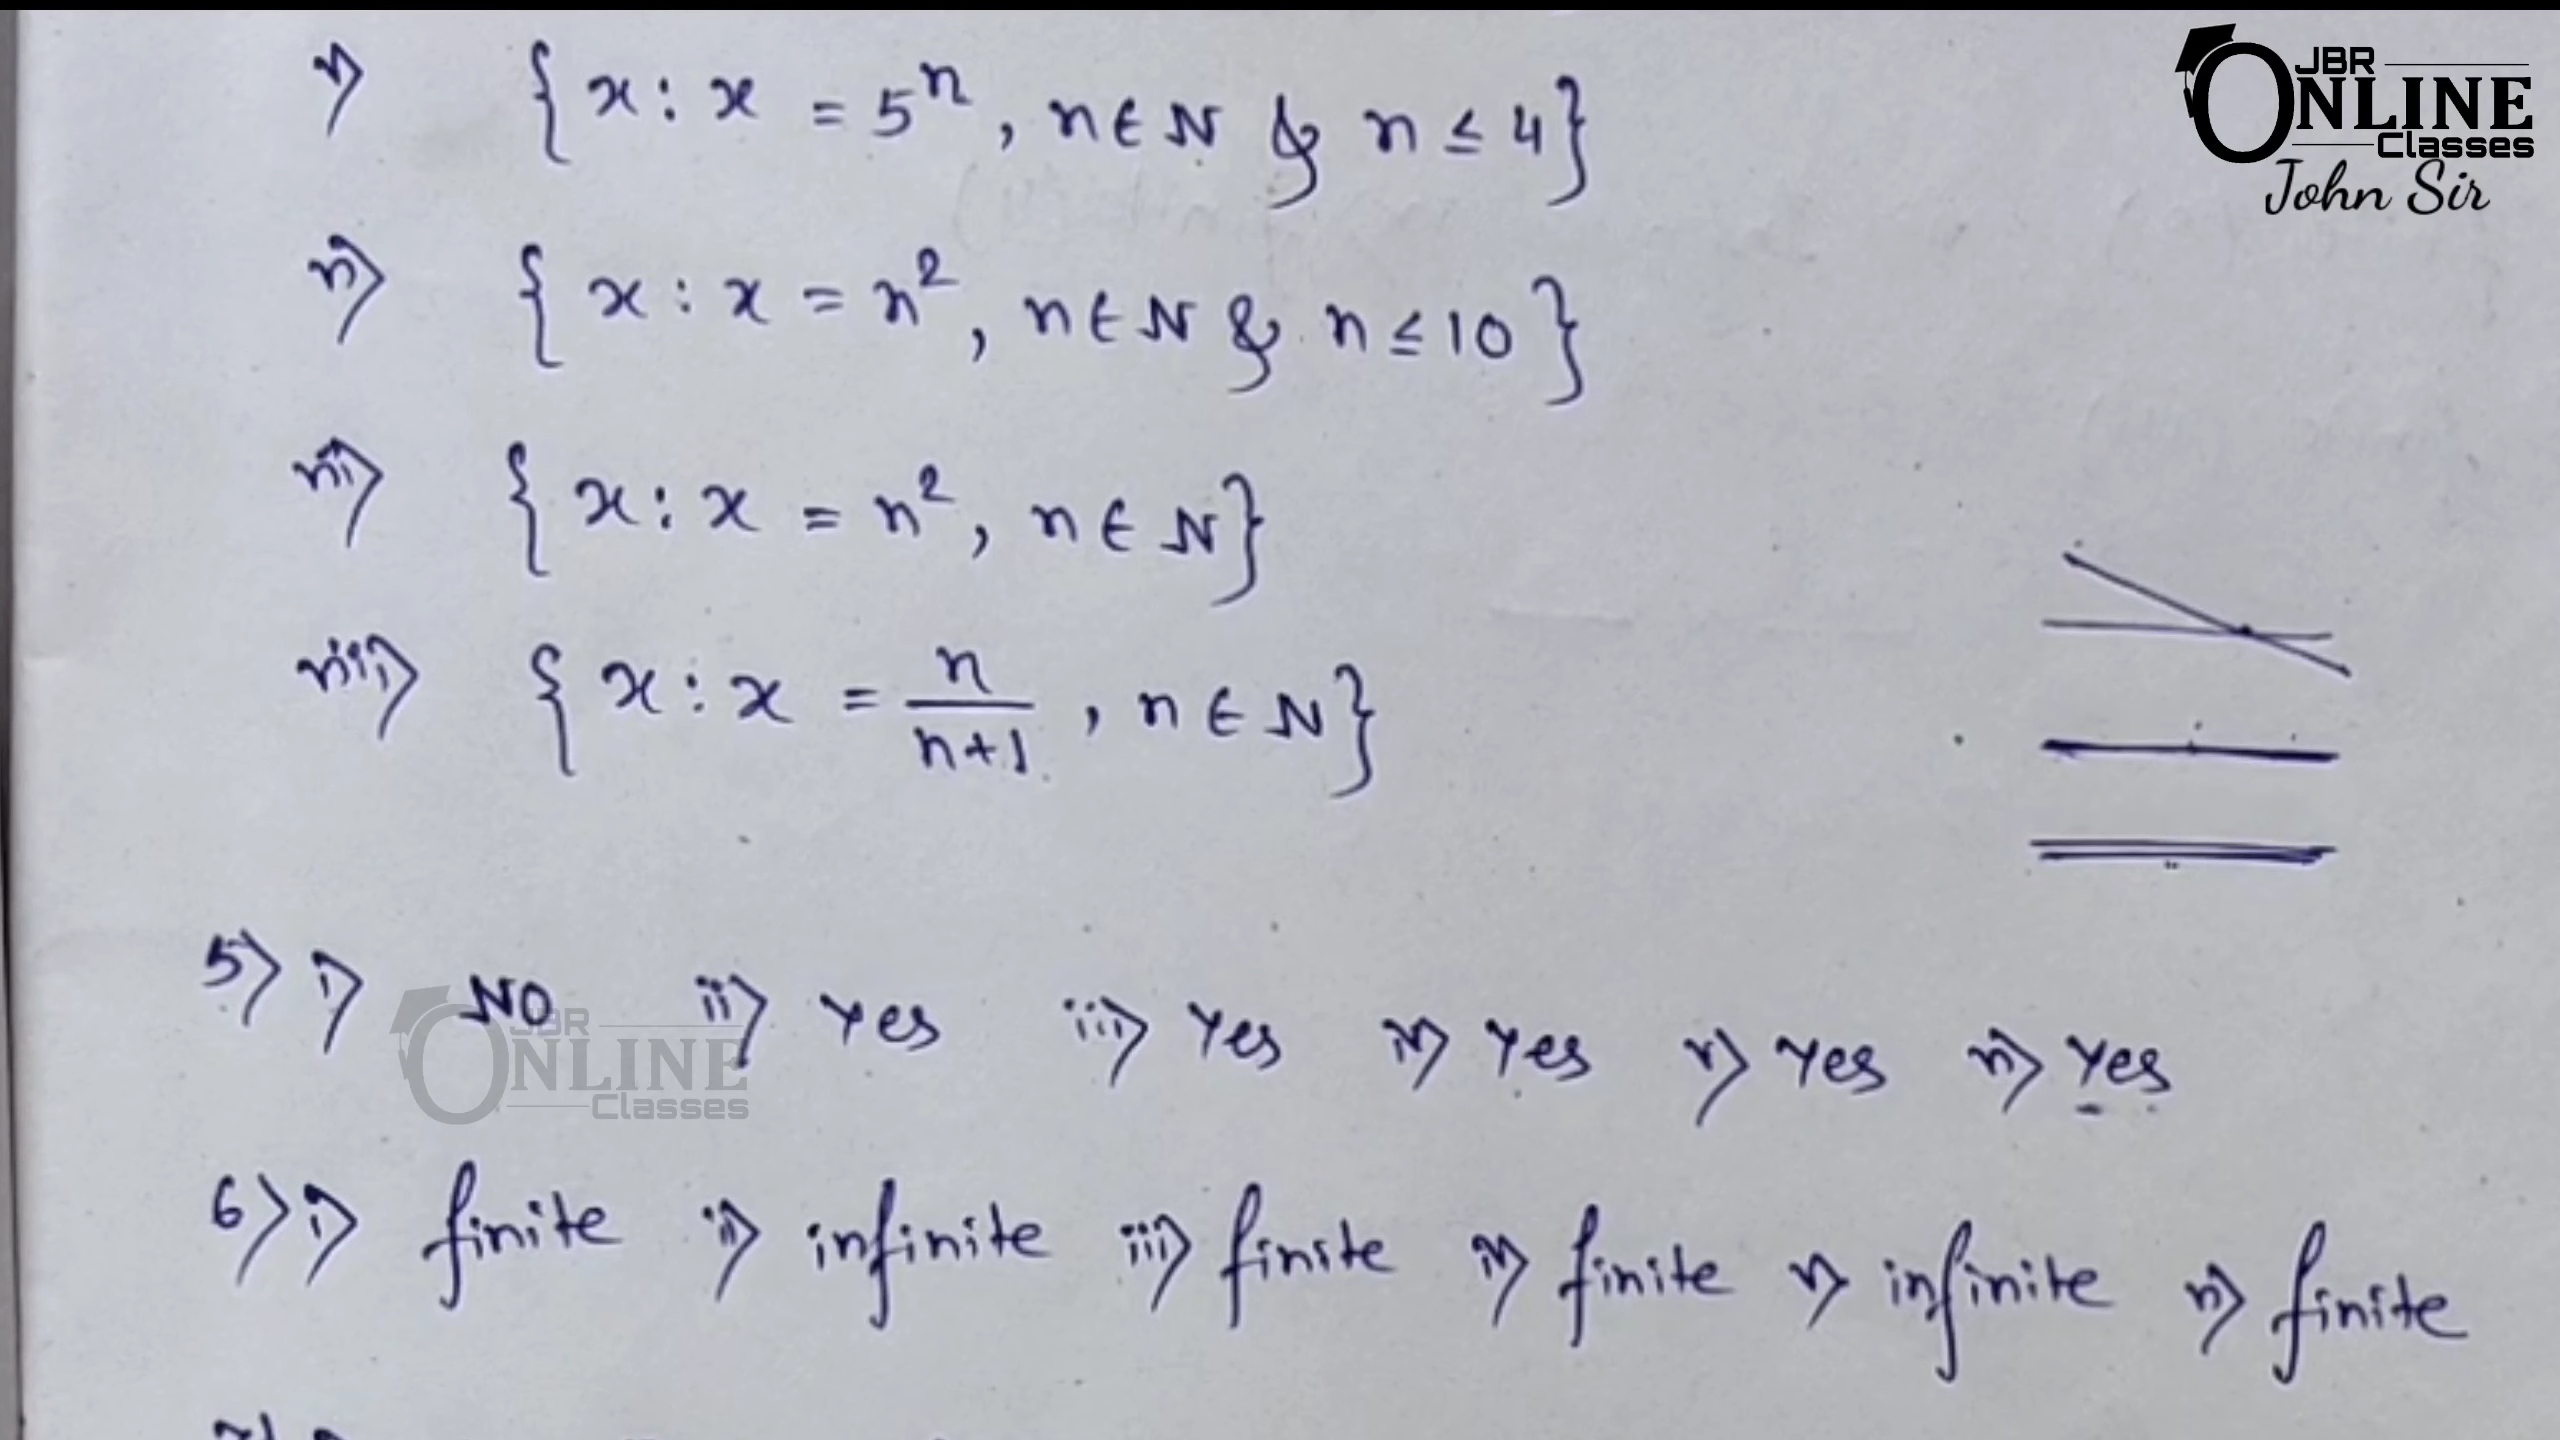 JBR
ONLINE
Classes
John Sir
v) { x : x = 5ⁿ, n ∈ N & n ≤ 4}
vi) { x : x = n², n ∈ N & n ≤ 10 }
vii) { x : x = n², n ∈ N}
viii) { x : x = n/(n+1), n ∈ N}
5) i) NO ii) Yes iii) Yes iv) Yes v) Yes vi) Yes
JBR
ONLINE
Classes
6) i) finite ii) infinite iii) finite iv) finite v) infinite vi) finite